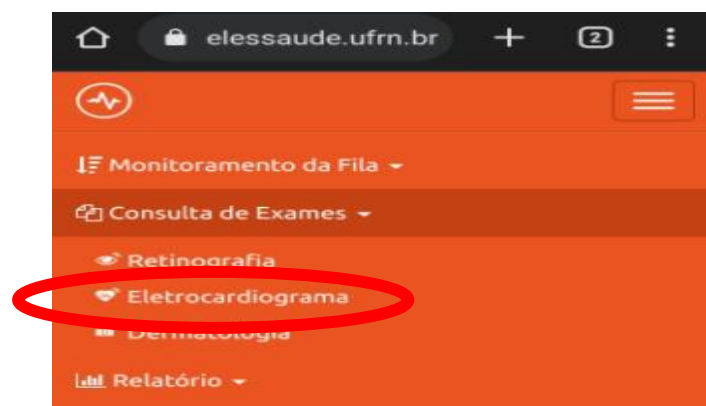 elessaude.ufrn.br
2
Monitoramento da Fila
Consulta de Exames
Retinografia
Eletrocardiograma
Dermatologia
Relatório